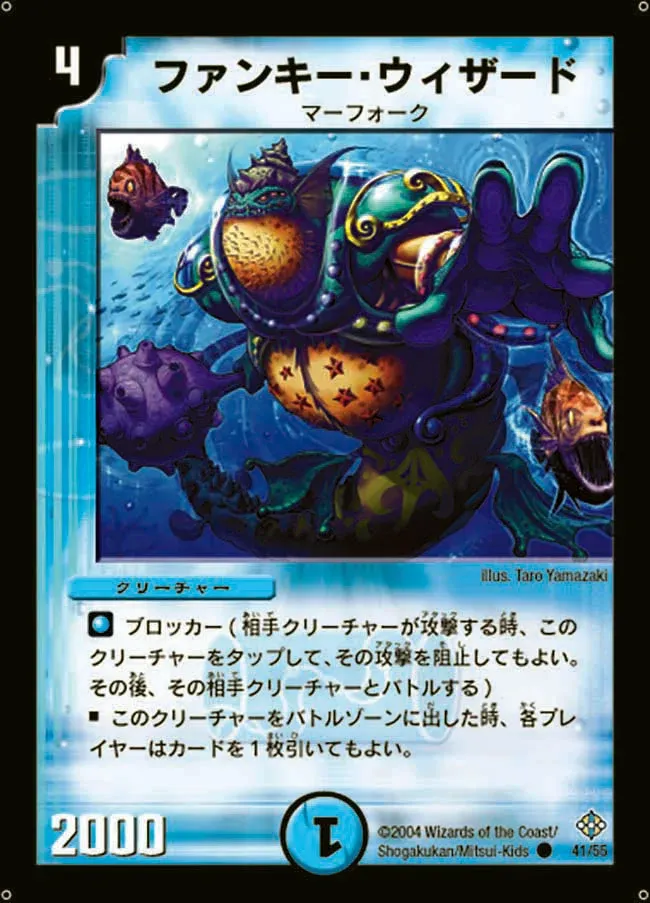 4
ファンキー・ウィザード
マーフォーク
illus. Taro Yamazaki
クリーチャー
ブロッカー(相手クリーチャーが攻撃する時、この
クリーチャーをタップして、その攻撃を阻止してもよい。
その後、その相手クリーチャーとバトルする)
■ このクリーチャーをバトルゾーンに出した時、各プレ
イヤーはカードを1枚引いてもよい。
2000
1
©2004 Wizards of the Coast/
Shogakukan/Mitsui-Kids
41/55